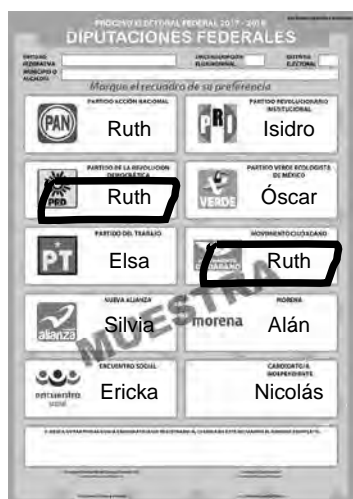 PROCESO ELECTORAL FEDERAL 2017 - 2018
DIPUTACIONES FEDERALES
ENTIDAD FEDERATIVA
CIRCUNSCRIPCIÓN PLURINOMINAL
DISTRITO ELECTORAL
MUNICIPIO O
Marque el recuadro de su preferencia
PARTIDO ACCIÓN NACIONAL
PAN
Ruth
PARTIDO REVOLUCIONARIO
INSTITUCIONAL
PRI
Isidro
PARTIDO DE LA REVOLUCIÓN
DEMOCRÁTICA
PRD
Ruth
PARTIDO VERDE ECOLOGISTA
DE MÉXICO
VERDE
Óscar
PARTIDO DEL TRABAJO
PT
Elsa
MOVIMIENTO CIUDADANO
Ruth
NUEVA ALIANZA
alianza
Silvia
MORENA
morena
Alán
ENCUENTRO SOCIAL
encuentro
social
Ericka
CANDIDATO/A
INDEPENDIENTE
Nicolás
MUESTRA